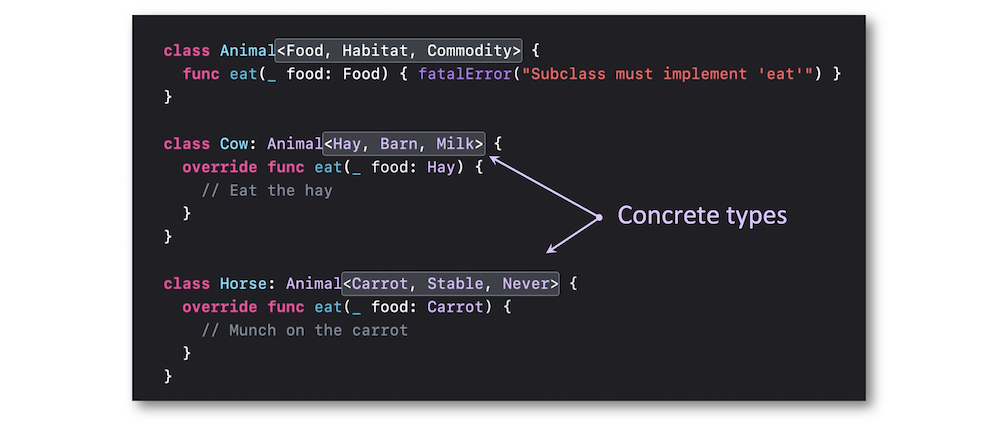 class Animal<Food, Habitat, Commodity> {
  func eat(_ food: Food) { fatalError("Subclass must implement 'eat'") }
}
class Cow: Animal<Hay, Barn, Milk> {
  override func eat(_ food: Hay) {
    // Eat the hay
  }
}
Concrete types
class Horse: Animal<Carrot, Stable, Never> {
  override func eat(_ food: Carrot) {
    // Munch on the carrot
  }
}